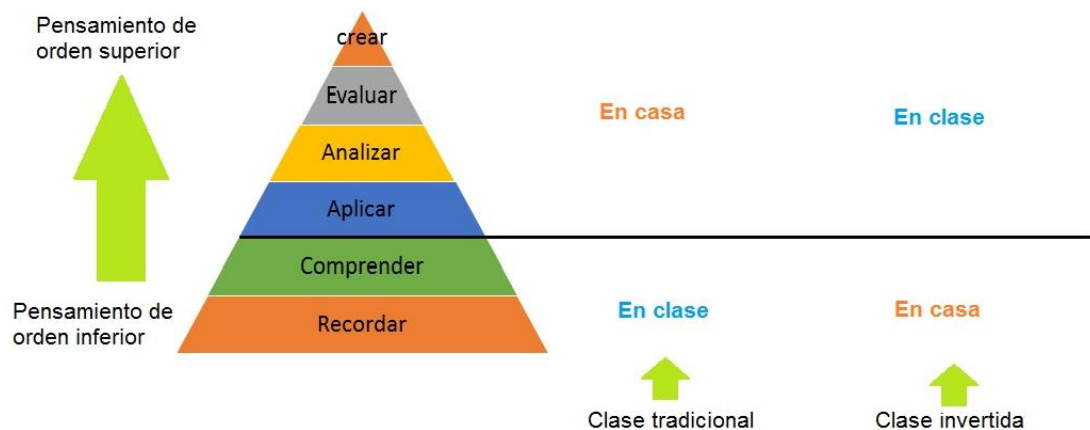 Pensamiento de
orden superior
crear
Evaluar
Analizar
Aplicar
Comprender
Recordar
Pensamiento de
orden inferior
En casa
En clase
En clase
En casa
Clase tradicional
Clase invertida